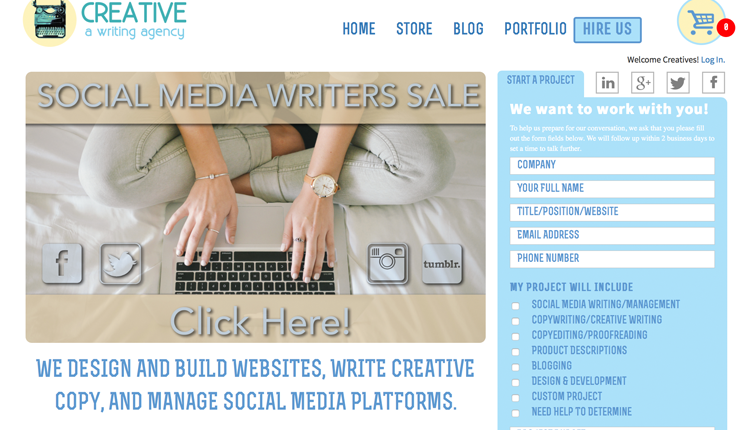 CREATIVE
a writing agency
HOME STORE BLOG PORTFOLIO HIRE US
0
Welcome Creatives! Log In.
SOCIAL MEDIA WRITERS SALE
f
tumblr.
Click Here!
WE DESIGN AND BUILD WEBSITES, WRITE CREATIVE
COPY, AND MANAGE SOCIAL MEDIA PLATFORMS.
START A PROJECT
in g+ f
We want to work with you!
To help us prepare for our conversation, we ask that you please fill
out the form fields below. We will follow up within 2 business days to
set a time to talk further.
COMPANY
YOUR FULL NAME
TITLE/POSITION/WEBSITE
EMAIL ADDRESS
PHONE NUMBER
MY PROJECT WILL INCLUDE
SOCIAL MEDIA WRITING/MANAGEMENT
COPYWRITING/CREATIVE WRITING
COPYEDITING/PROOFREADING
PRODUCT DESCRIPTIONS
BLOGGING
DESIGN & DEVELOPMENT
CUSTOM PROJECT
NEED HELP TO DETERMINE